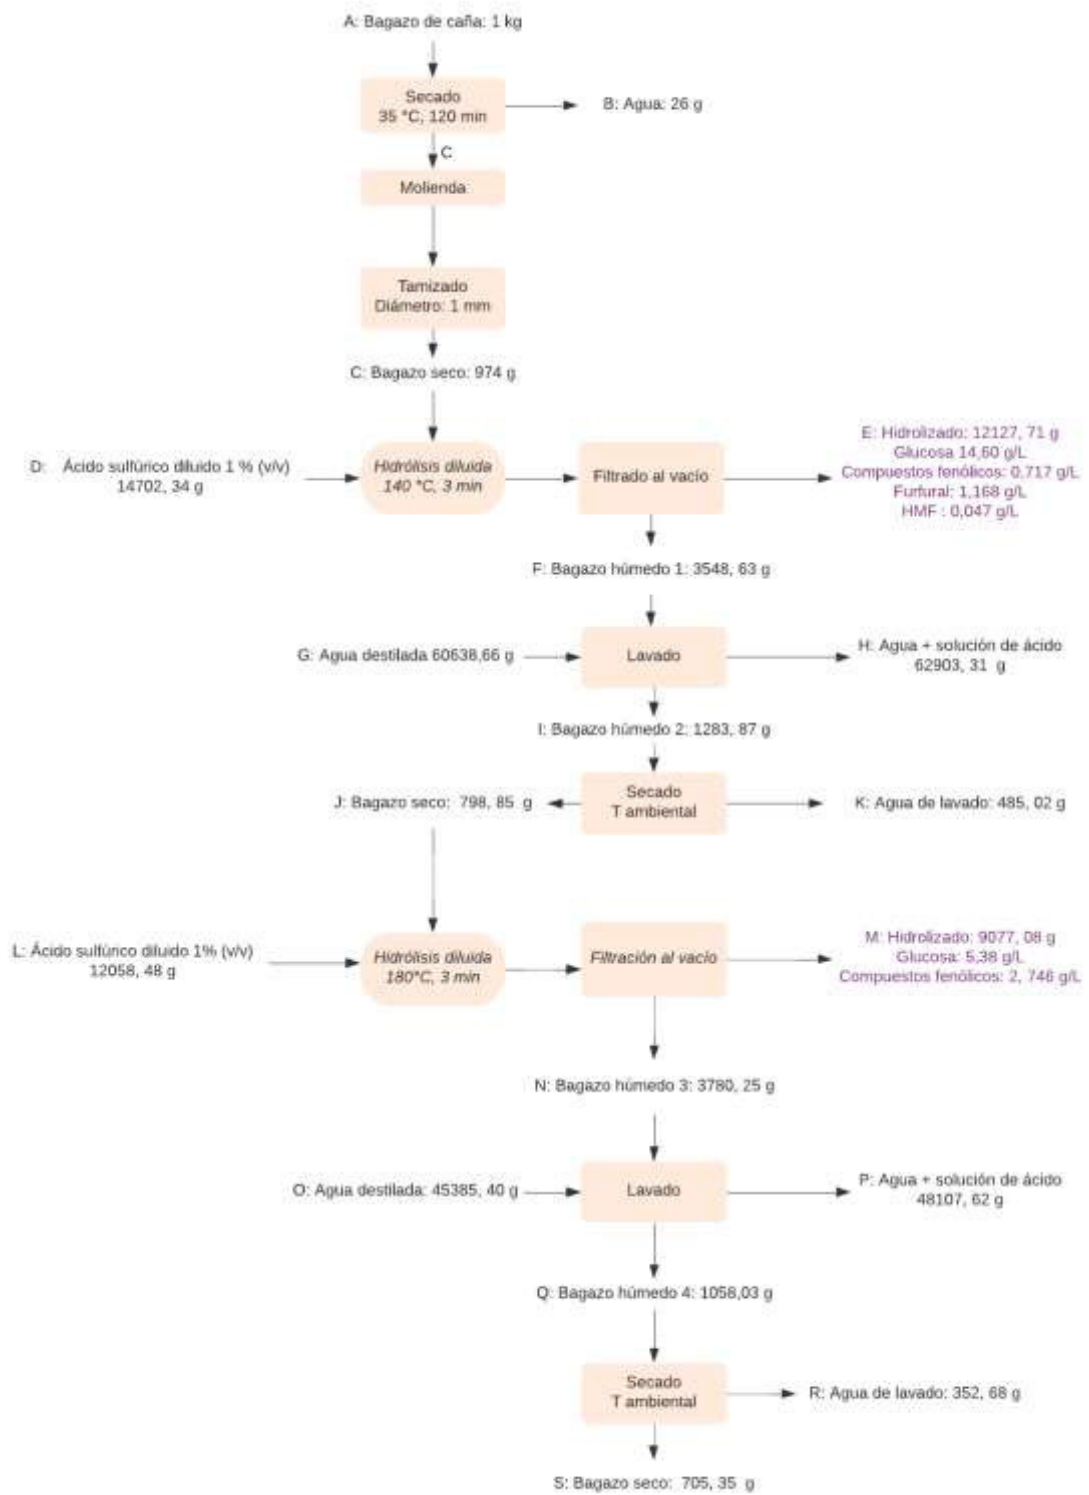 A: Bagazo de caña: 1 kg
Secado
35 °C, 120 min
B: Agua: 26 g
C
Molienda
Tamizado
Diámetro: 1 mm
C: Bagazo seco: 974 g
D: Ácido sulfúrico diluido 1 % (v/v)
14702, 34 g
Hidrólisis diluida
140 °C, 3 min
Filtrado al vacío
E: Hidrolizado: 12127, 71 g
Glucosa 14,60 g/L
Compuestos fenólicos: 0,717 g/L
Furfural: 1,168 g/L
HMF : 0,047 g/L
F: Bagazo húmedo 1: 3548, 63 g
G: Agua destilada 60638,66 g
Lavado
H: Agua + solución de ácido
62903, 31 g
I: Bagazo húmedo 2: 1283, 87 g
J: Bagazo seco: 798, 85 g
Secado
T ambiental
K: Agua de lavado: 485, 02 g
L: Ácido sulfúrico diluido 1% (v/v)
12058, 48 g
Hidrólisis diluida
180°C, 3 min
Filtración al vacío
M: Hidrolizado: 9077, 08 g
Glucosa: 5,38 g/L
Compuestos fenólicos: 2, 746 g/L
N: Bagazo húmedo 3: 3780, 25 g
O: Agua destilada: 45385, 40 g
Lavado
P: Agua + solución de ácido
48107, 62 g
Q: Bagazo húmedo 4: 1058,03 g
Secado
T ambiental
R: Agua de lavado: 352, 68 g
S: Bagazo seco: 705, 35 g